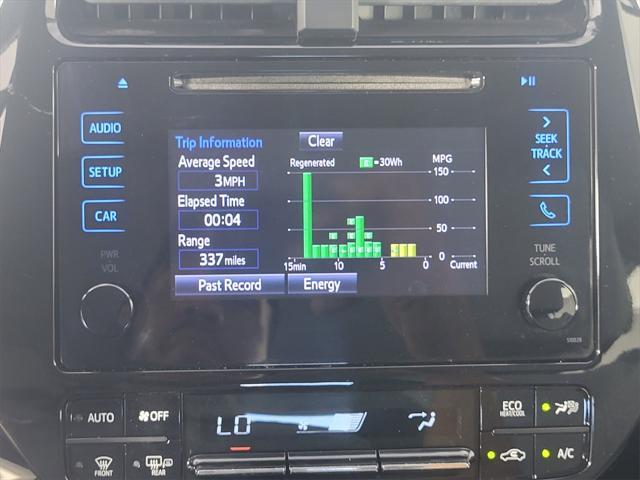 AUDIO
SETUP
CAR
PWR
VOL
Trip Information
Clear
Average Speed
3MPH
Elapsed Time
00:04
Range
337 miles
Regenerated
=30Wh
MPG
150
100
50
0
15min
10
5
0
Current
Past Record
Energy
SEEK
TRACK
TUNE
SCROLL
510028
AUTO
OFF
FRONT
REAR
LO
ECO
HEAT/COOL
A/C